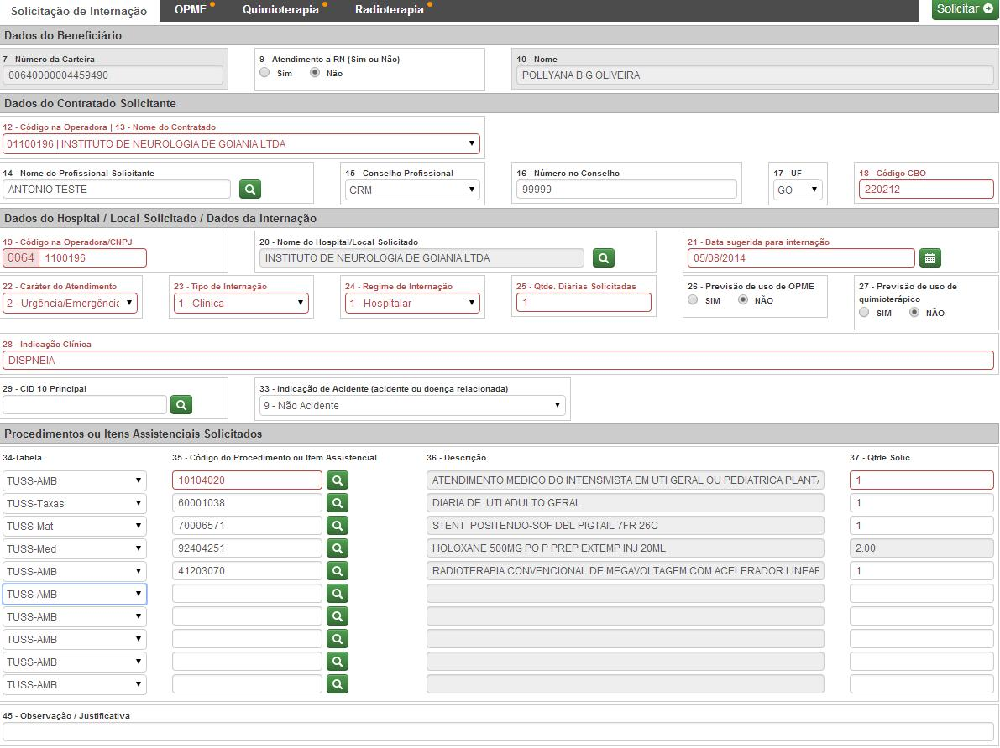 Solicitação de Internação OPME Quimioterapia Radioterapia Solicitar
Dados do Beneficiário
7 - Número da Carteira 9 - Atendimento a RN (Sim ou Não) 10 - Nome
00640000004459490 Sim Não POLLYANA B G OLIVEIRA
Dados do Contratado Solicitante
12 - Código na Operadora | 13 - Nome do Contratado
01100196 | INSTITUTO DE NEUROLOGIA DE GOIANIA LTDA
14 - Nome do Profissional Solicitante 15 - Conselho Profissional 16 - Número no Conselho 17 - UF 18 - Código CBO
ANTONIO TESTE CRM 99999 GO 220212
Dados do Hospital / Local Solicitado / Dados da Internação
19 - Código na Operadora/CNPJ 20 - Nome do Hospital/Local Solicitado 21 - Data sugerida para internação
0064 1100196 INSTITUTO DE NEUROLOGIA DE GOIANIA LTDA 05/08/2014
22 - Caráter do Atendimento 23 - Tipo de Internação 24 - Regime de Internação 25 - Qtde. Diárias Solicitadas 26 - Previsão de uso de OPME 27 - Previsão de uso de
quimioterápico
2 - Urgência/Emergência 1 - Clínica 1 - Hospitalar 1 SIM NÃO
SIM NÃO
28 - Indicação Clínica
DISPNEIA
29 - CID 10 Principal 33 - Indicação de Acidente (acidente ou doença relacionada)
9 - Não Acidente
Procedimentos ou Itens Assistenciais Solicitados
34-Tabela 35 - Código do Procedimento ou Item Assistencial 36 - Descrição 37 - Qtde Solic
TUSS-AMB 10104020 ATENDIMENTO MEDICO DO INTENSIVISTA EM UTI GERAL OU PEDIATRICA PLANTA 1
TUSS-Taxas 60001038 DIARIA DE UTI ADULTO GERAL 1
TUSS-Mat 70006571 STENT POSITENDO-SOF DBL PIGTAIL 7FR 26C 1
TUSS-Med 92404251 HOLOXANE 500MG PO P PREP EXTEMP INJ 20ML 2.00
TUSS-AMB 41203070 RADIOTERAPIA CONVENCIONAL DE MEGAVOLTAGEM COM ACELERADOR LINEAR 1
TUSS-AMB
TUSS-AMB
TUSS-AMB
TUSS-AMB
TUSS-AMB
45 - Observação / Justificativa